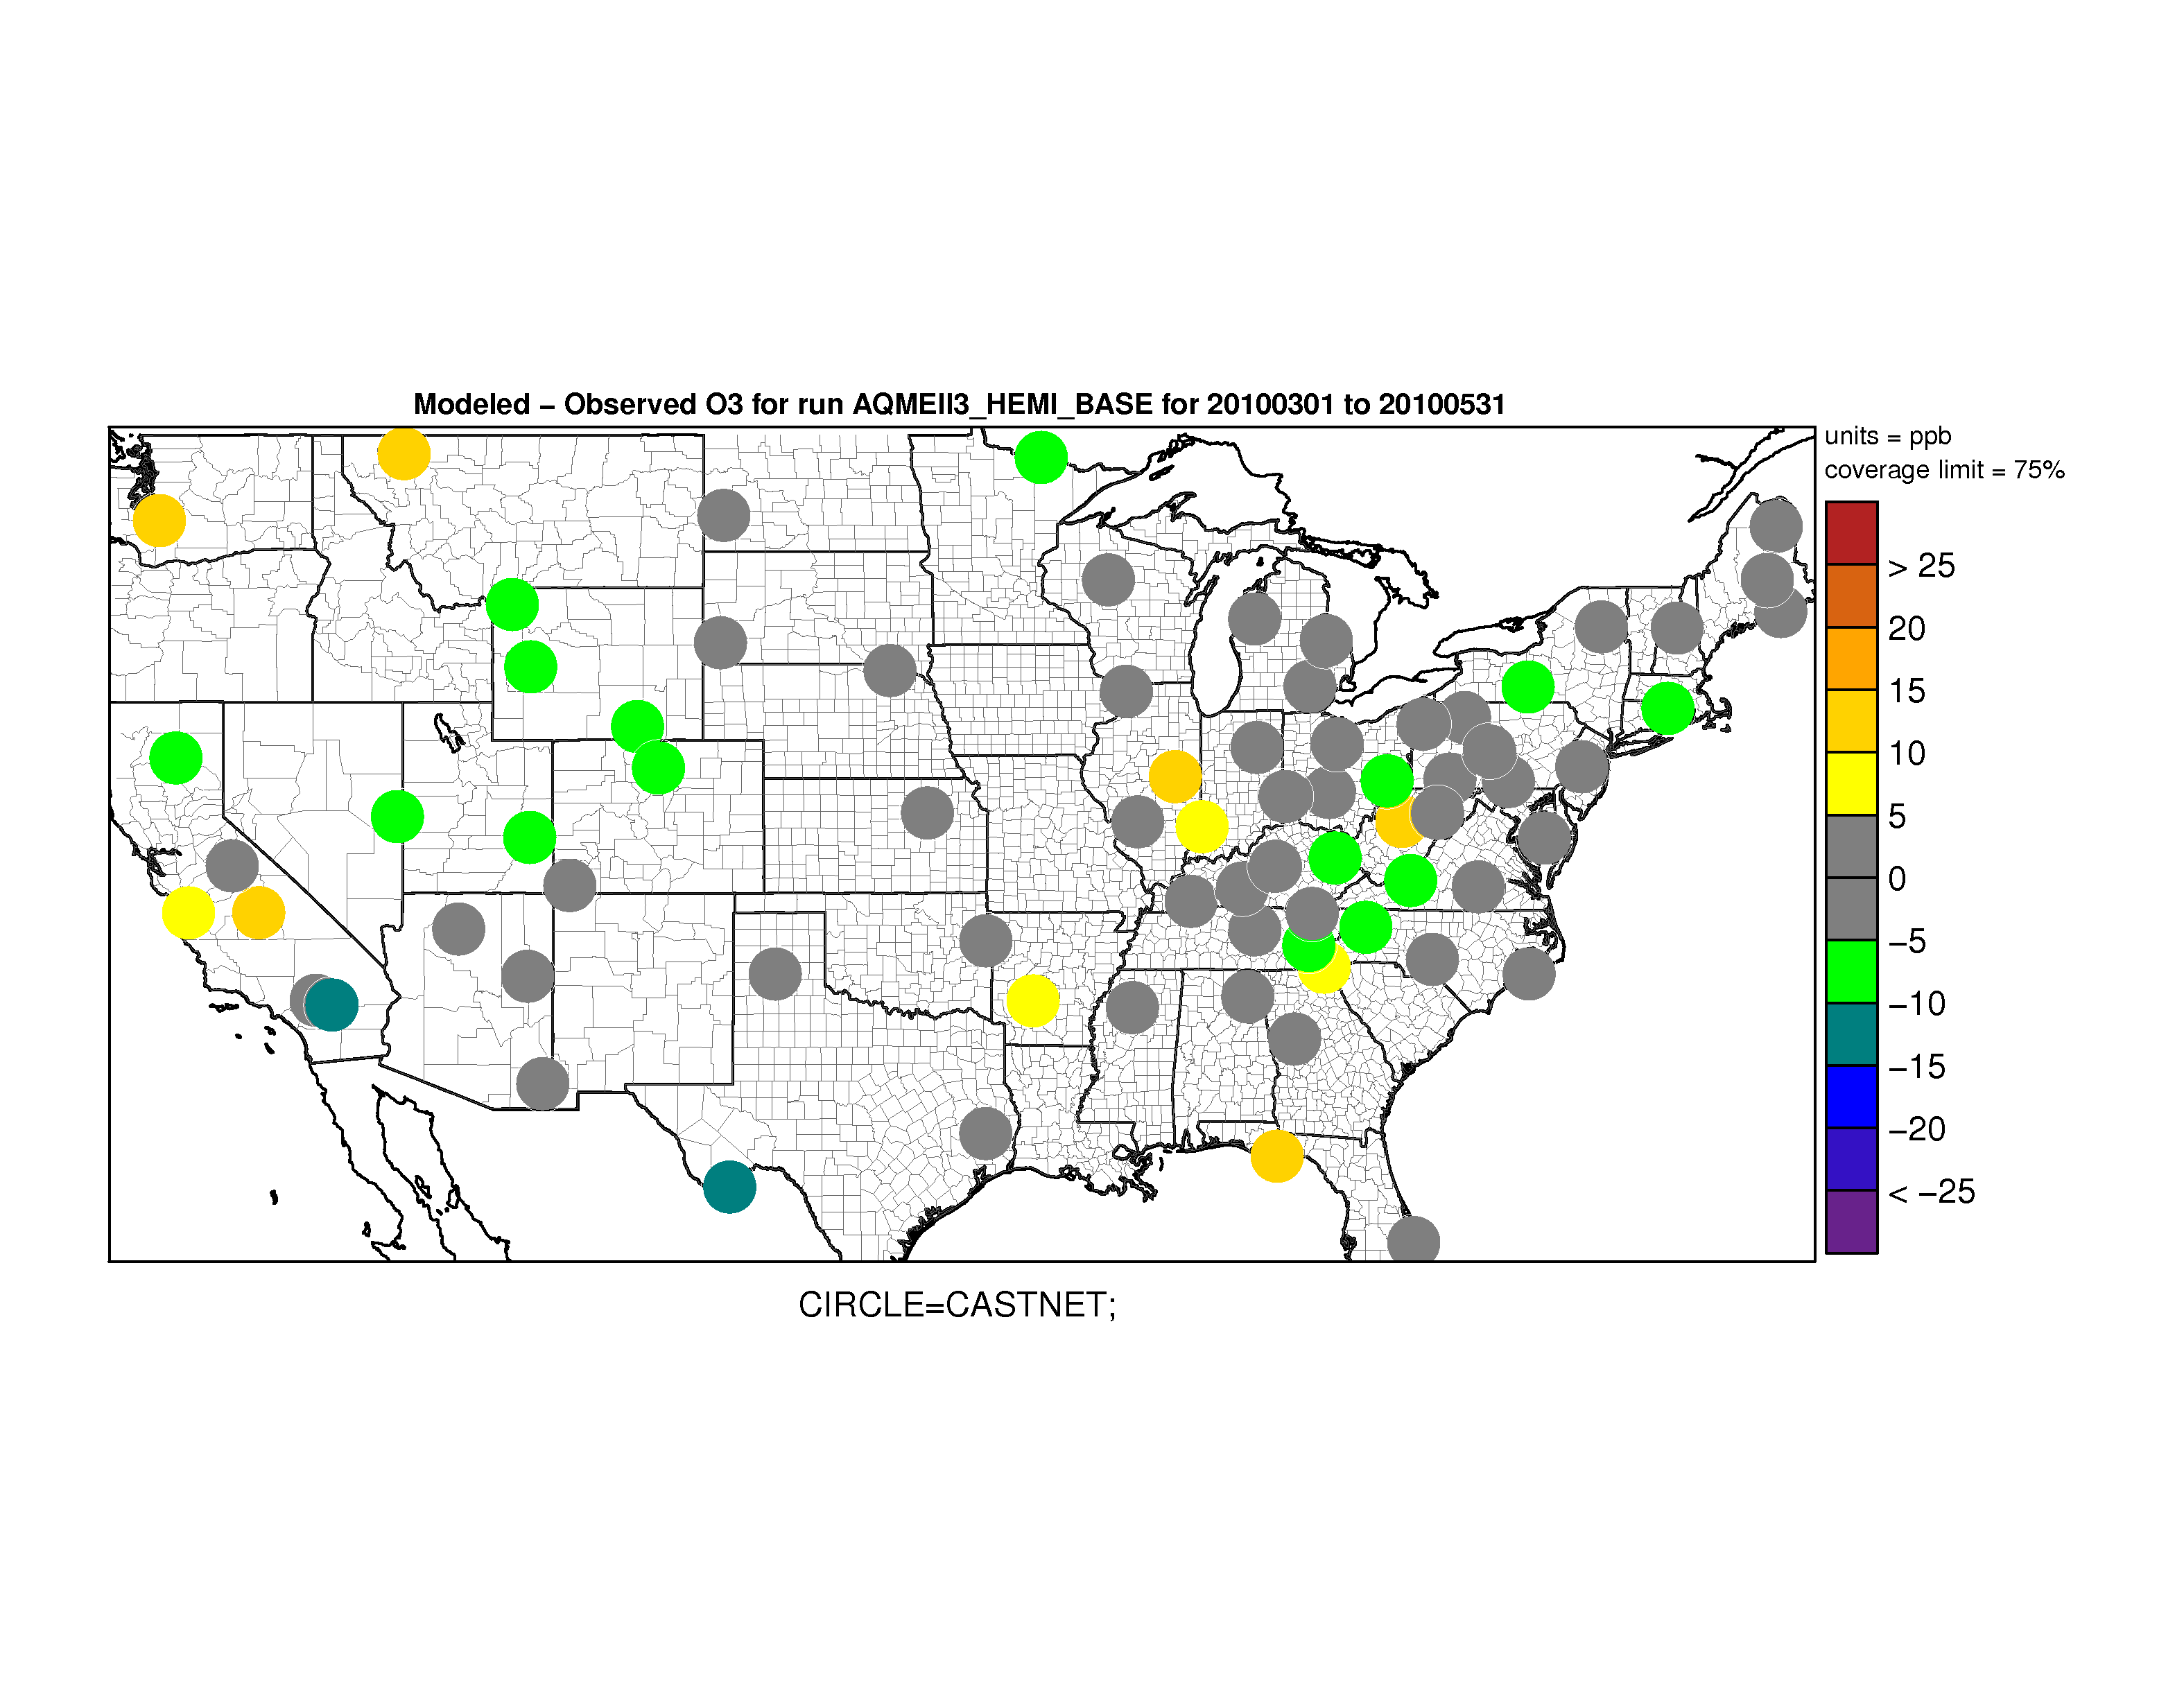 Modeled − Observed O3 for run AQMEII3_HEMI_BASE for 20100301 to 20100531
units = ppb
coverage limit = 75%
> 25
20
15
10
5
0
−5
−10
−15
−20
< −25
CIRCLE=CASTNET;